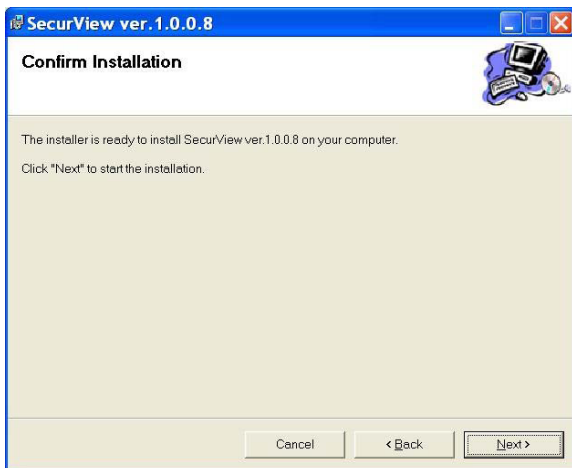 SecurView ver.1.0.0.8
Confirm Installation
The installer is ready to install SecurView ver.1.0.0.8 on your computer.
Click "Next" to start the installation.
Cancel
< Back
Next >